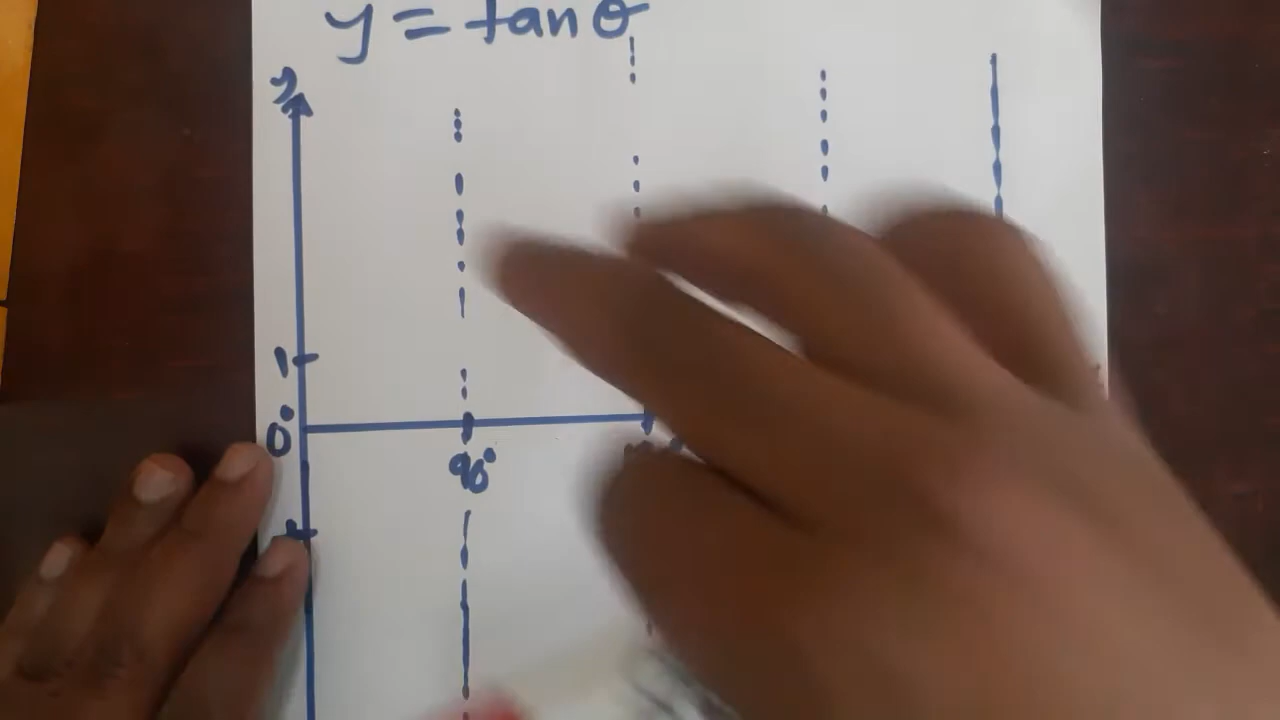 y = tan θ
y
1
0°
90°